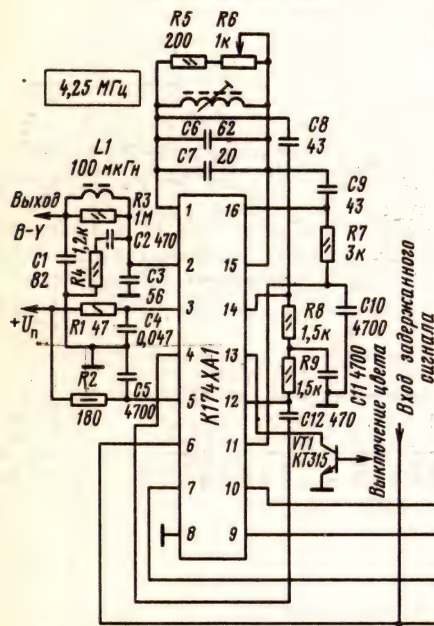 R5
200
R6
1к
4,25 МГц
C6 62
C7 20
C8
43
C9
43
L1
100 мкГн
Выход
B-Y
R3
1М
C2 470
1,2к
R4
C1
82
C3
56
+Uп
R1 47
C4
0,047
R2
180
C5
4700
1
2
3
4
5
6
7
8
К174ХА1
16
15
14
13
12
11
10
9
R7
3к
R8
1,5к
R9
1,5к
C10
4700
C11 4700
C12 470
VT1
КТ315
Выключение цвета
Вход задержанного
сигнала